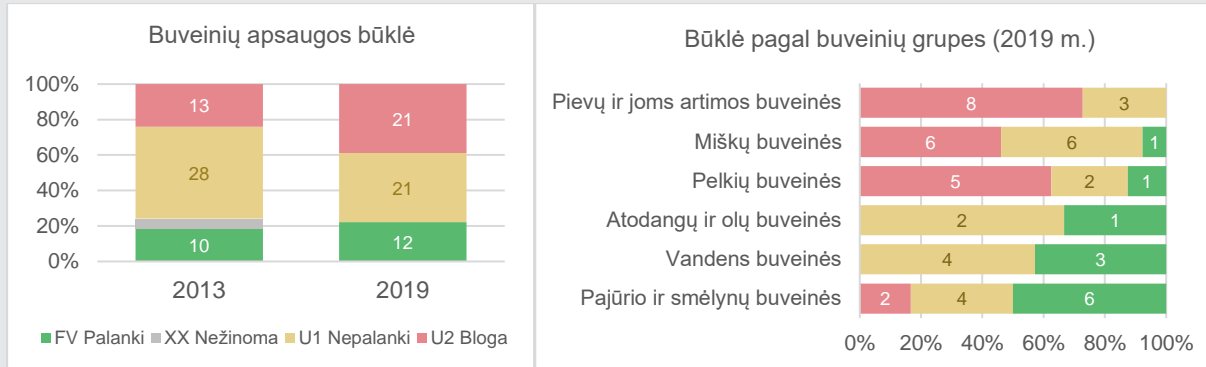 Buveinių apsaugos būklė
100%
80%
60%
40%
20%
0%
13
28
10
21
21
12
2013
2019
FV Palanki
XX Nežinoma
U1 Nepalanki
U2 Bloga
Būklė pagal buveinių grupes (2019 m.)
Pievų ir joms artimos buveinės
8
3
Miškų buveinės
6
6
1
Pelkių buveinės
5
2
1
Atodangų ir olų buveinės
2
1
Vandens buveinės
4
3
Pajūrio ir smėlynų buveinės
2
4
6
0%
20%
40%
60%
80%
100%